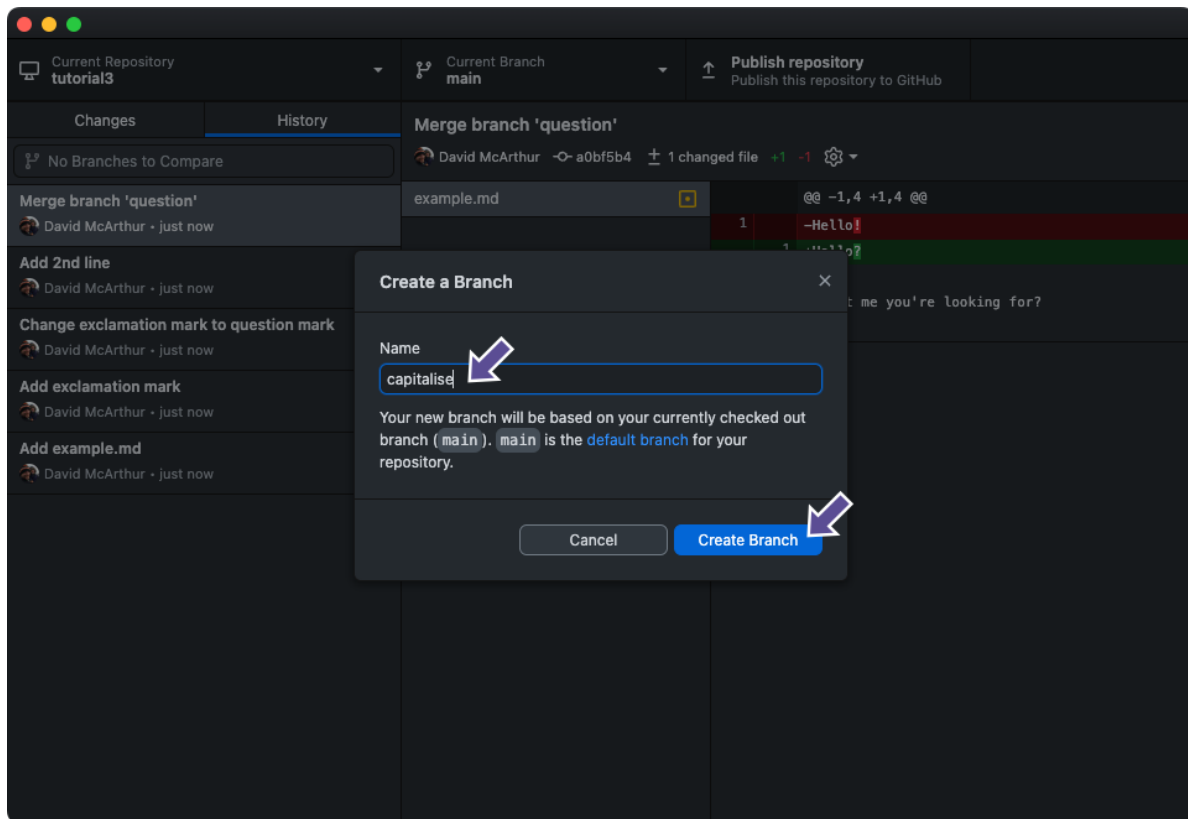 Current Repository
tutorial3
Current Branch
main
Publish repository
Publish this repository to GitHub
Changes
History
No Branches to Compare
Merge branch 'question'
David McArthur • just now
Add 2nd line
David McArthur • just now
Change exclamation mark to question mark
David McArthur • just now
Add exclamation mark
David McArthur • just now
Add example.md
David McArthur • just now
Merge branch 'question'
David McArthur a0bf5b4 1 changed file +1 -1
example.md
@@ -1,4 +1,4 @@
1 -Hello!
1 +Hello?
t me you're looking for?
Create a Branch
Name
capitalise
Your new branch will be based on your currently checked out
branch (main). main is the default branch for your
repository.
Cancel
Create Branch